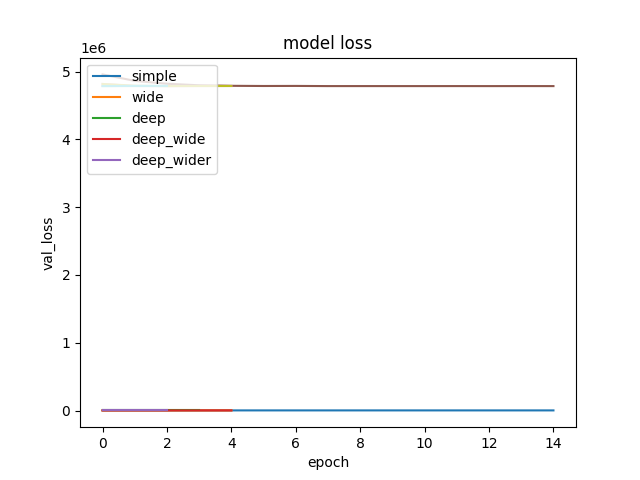 model loss
1e6
simple
wide
deep
deep_wide
deep_wider
5
4
3
2
1
0
val_loss
0 2 4 6 8 10 12 14
epoch